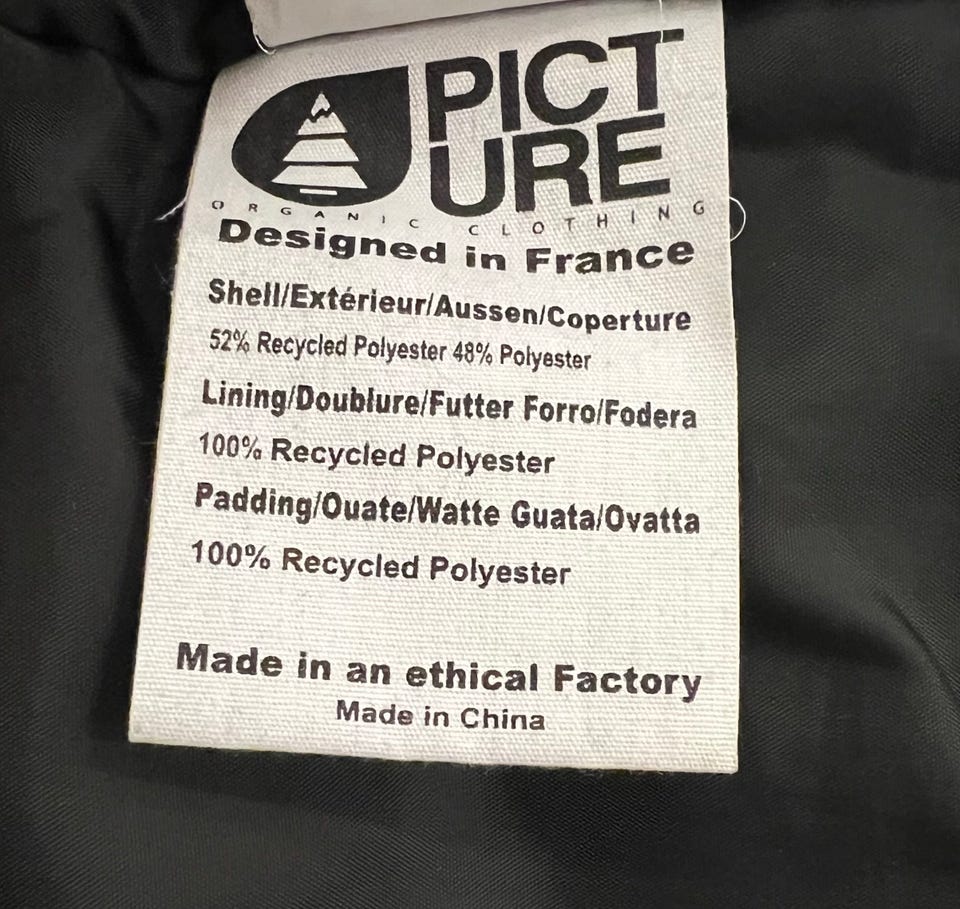 PICT
URE
ORGANIC CLOTHING
Designed in France
Shell/Extérieur/Aussen/Coperture
52% Recycled Polyester 48% Polyester
Lining/Doublure/Futter Forro/Fodera
100% Recycled Polyester
Padding/Ouate/Watte Guata/Ovatta
100% Recycled Polyester
Made in an ethical Factory
Made in China